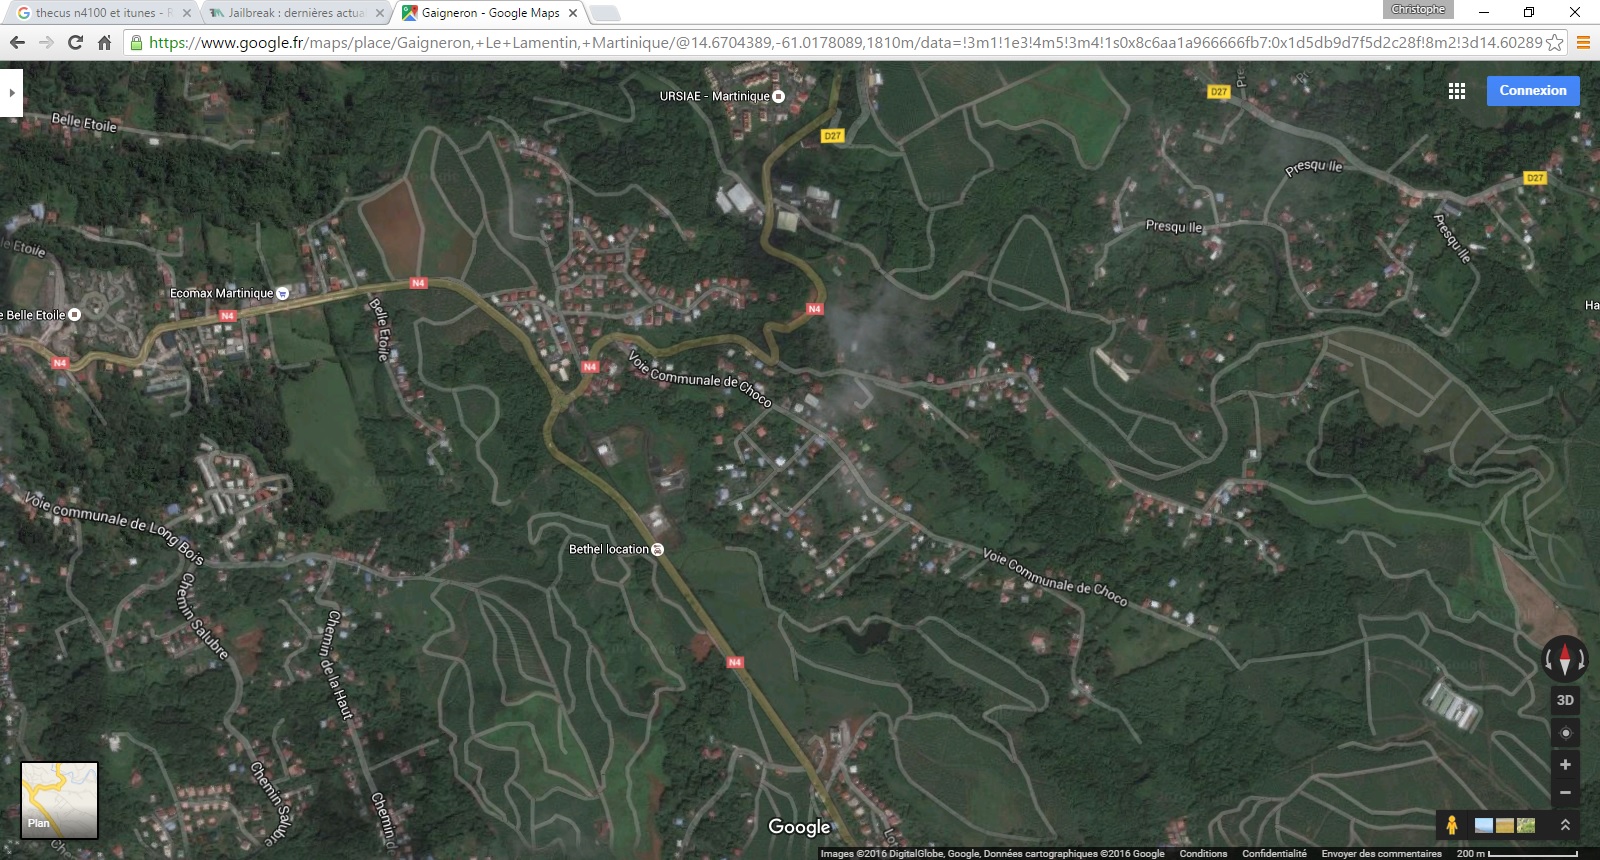 thecus n4100 et itunes - R
Jailbreak : dernières actua
Gaigneron - Google Maps
Christophe
https://www.google.fr/maps/place/Gaigneron,+Le+Lamentin,+Martinique/@14.6704389,-61.0178089,1810m/data=!3m1!1e3!4m5!3m4!1s0x8c6aa1a966666fb7:0x1d5db9d7f5d2c28f!8m2!3d14.60289
Connexion
URSIAE - Martinique
D27
Belle Etoile
D27
Presqu Ile
D27
Presqu Ile
Presqu Ile
le Etoile
Ecomax Martinique
N4
N4
N4
e Belle Etoile
Belle Etoile
Ha
N4
N4
Voie Communale de Choco
Voie communale de Long Bois
Bethel location
Voie Communale de Choco
Chemin Salubre
Chemin de la Haut
N4
3D
Chemin Salubre
Chemin d
Plan
Google
Images ©2016 DigitalGlobe, Google, Données cartographiques ©2016 Google
Conditions
Confidentialité
Envoyer des commentaires
200 m